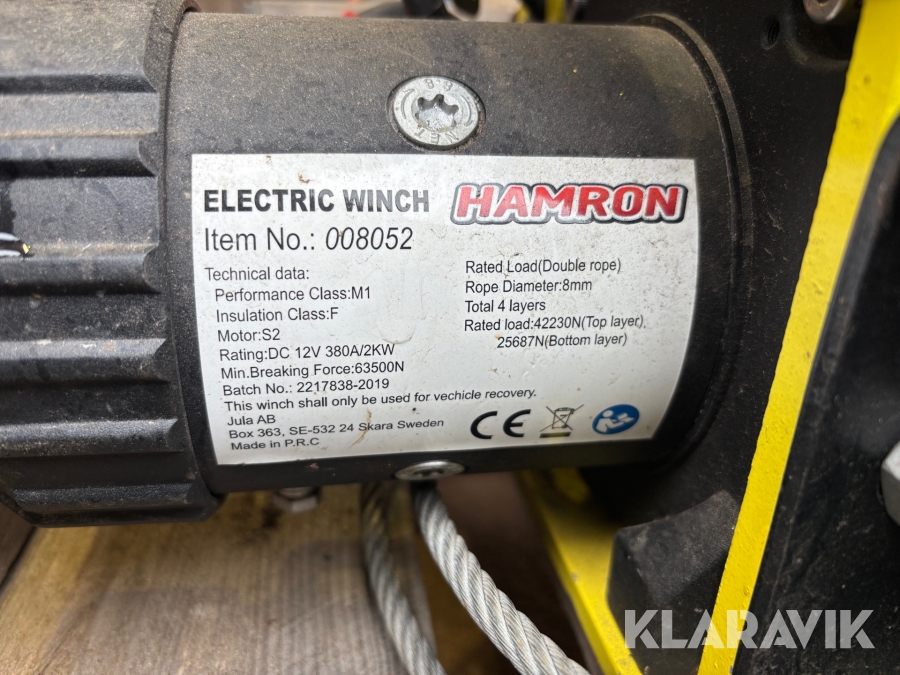 ELECTRIC WINCH HAMRON
Item No.: 008052
Technical data:
Performance Class:M1
Insulation Class:F
Motor:S2
Rating:DC 12V 380A/2KW
Min.Breaking Force:63500N
Batch No.: 2217838-2019
This winch shall only be used for vechicle recovery.
Jula AB
Box 363, SE-532 24 Skara Sweden
Made in P.R.C
Rated Load(Double rope)
Rope Diameter:8mm
Total 4 layers
Rated load:42230N(Top layer),
25687N(Bottom layer)
CE
8.8
KLARAVIK